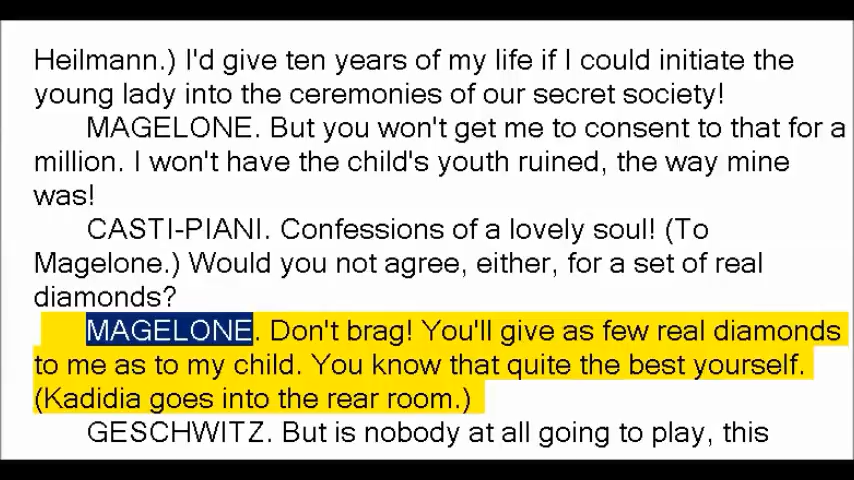 Heilmann.) I'd give ten years of my life if I could initiate the
young lady into the ceremonies of our secret society!
MAGELONE. But you won't get me to consent to that for a
million. I won't have the child's youth ruined, the way mine
was!
CASTI-PIANI. Confessions of a lovely soul! (To
Magelone.) Would you not agree, either, for a set of real
diamonds?
MAGELONE. Don't brag! You'll give as few real diamonds
to me as to my child. You know that quite the best yourself.
(Kadidia goes into the rear room.)
GESCHWITZ. But is nobody at all going to play, this